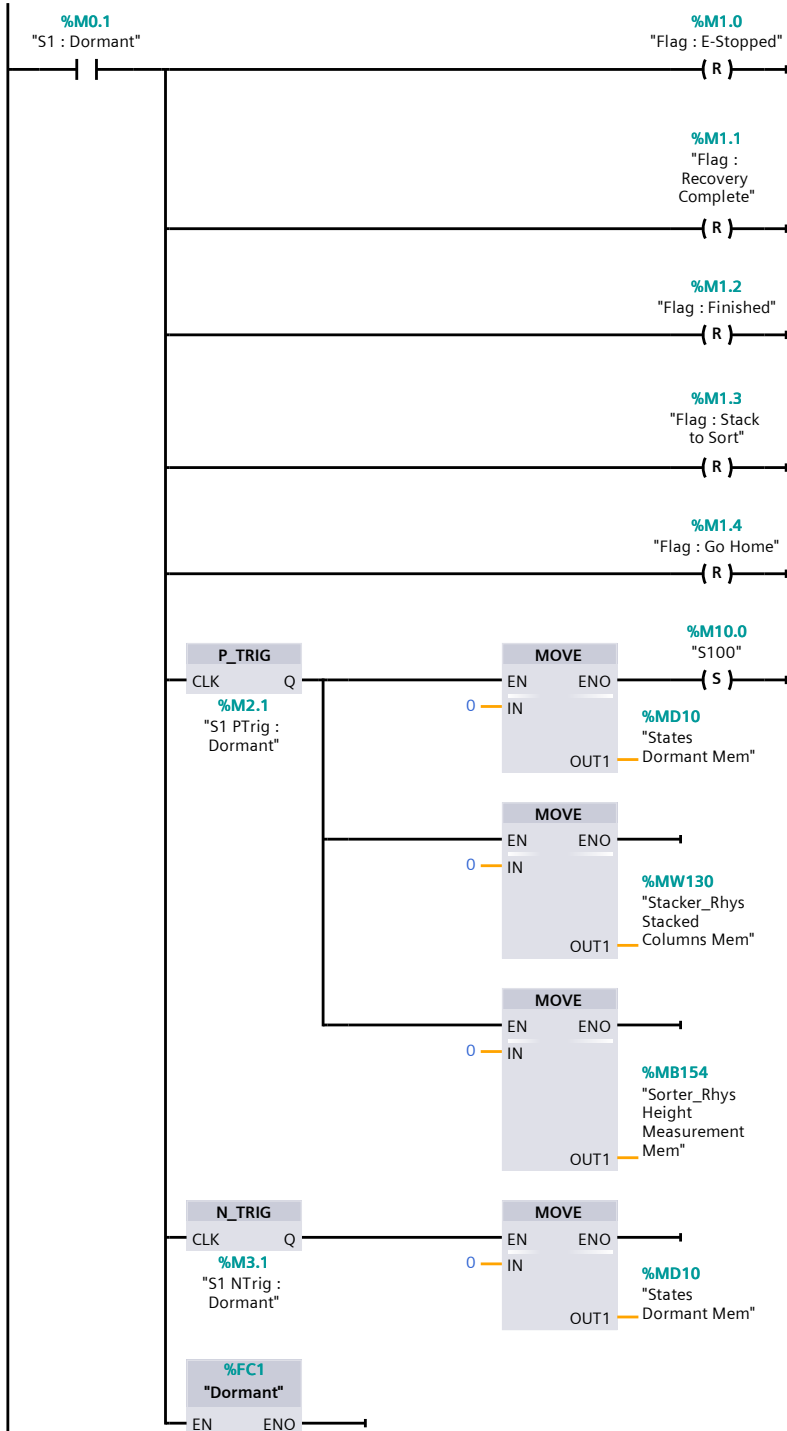 %M0.1
"S1 : Dormant"
%M1.0
"Flag : E-Stopped"
R
%M1.1
"Flag :
Recovery
Complete"
R
%M1.2
"Flag : Finished"
R
%M1.3
"Flag : Stack
to Sort"
R
%M1.4
"Flag : Go Home"
R
P_TRIG
CLK Q
%M2.1
"S1 PTrig :
Dormant"
MOVE
EN ENO
0 IN
OUT1
%MD10
"States
Dormant Mem"
%M10.0
"S100"
S
MOVE
EN ENO
0 IN
OUT1
%MW130
"Stacker_Rhys
Stacked
Columns Mem"
MOVE
EN ENO
0 IN
OUT1
%MB154
"Sorter_Rhys
Height
Measurement
Mem"
N_TRIG
CLK Q
%M3.1
"S1 NTrig :
Dormant"
MOVE
EN ENO
0 IN
OUT1
%MD10
"States
Dormant Mem"
%FC1
"Dormant"
EN ENO